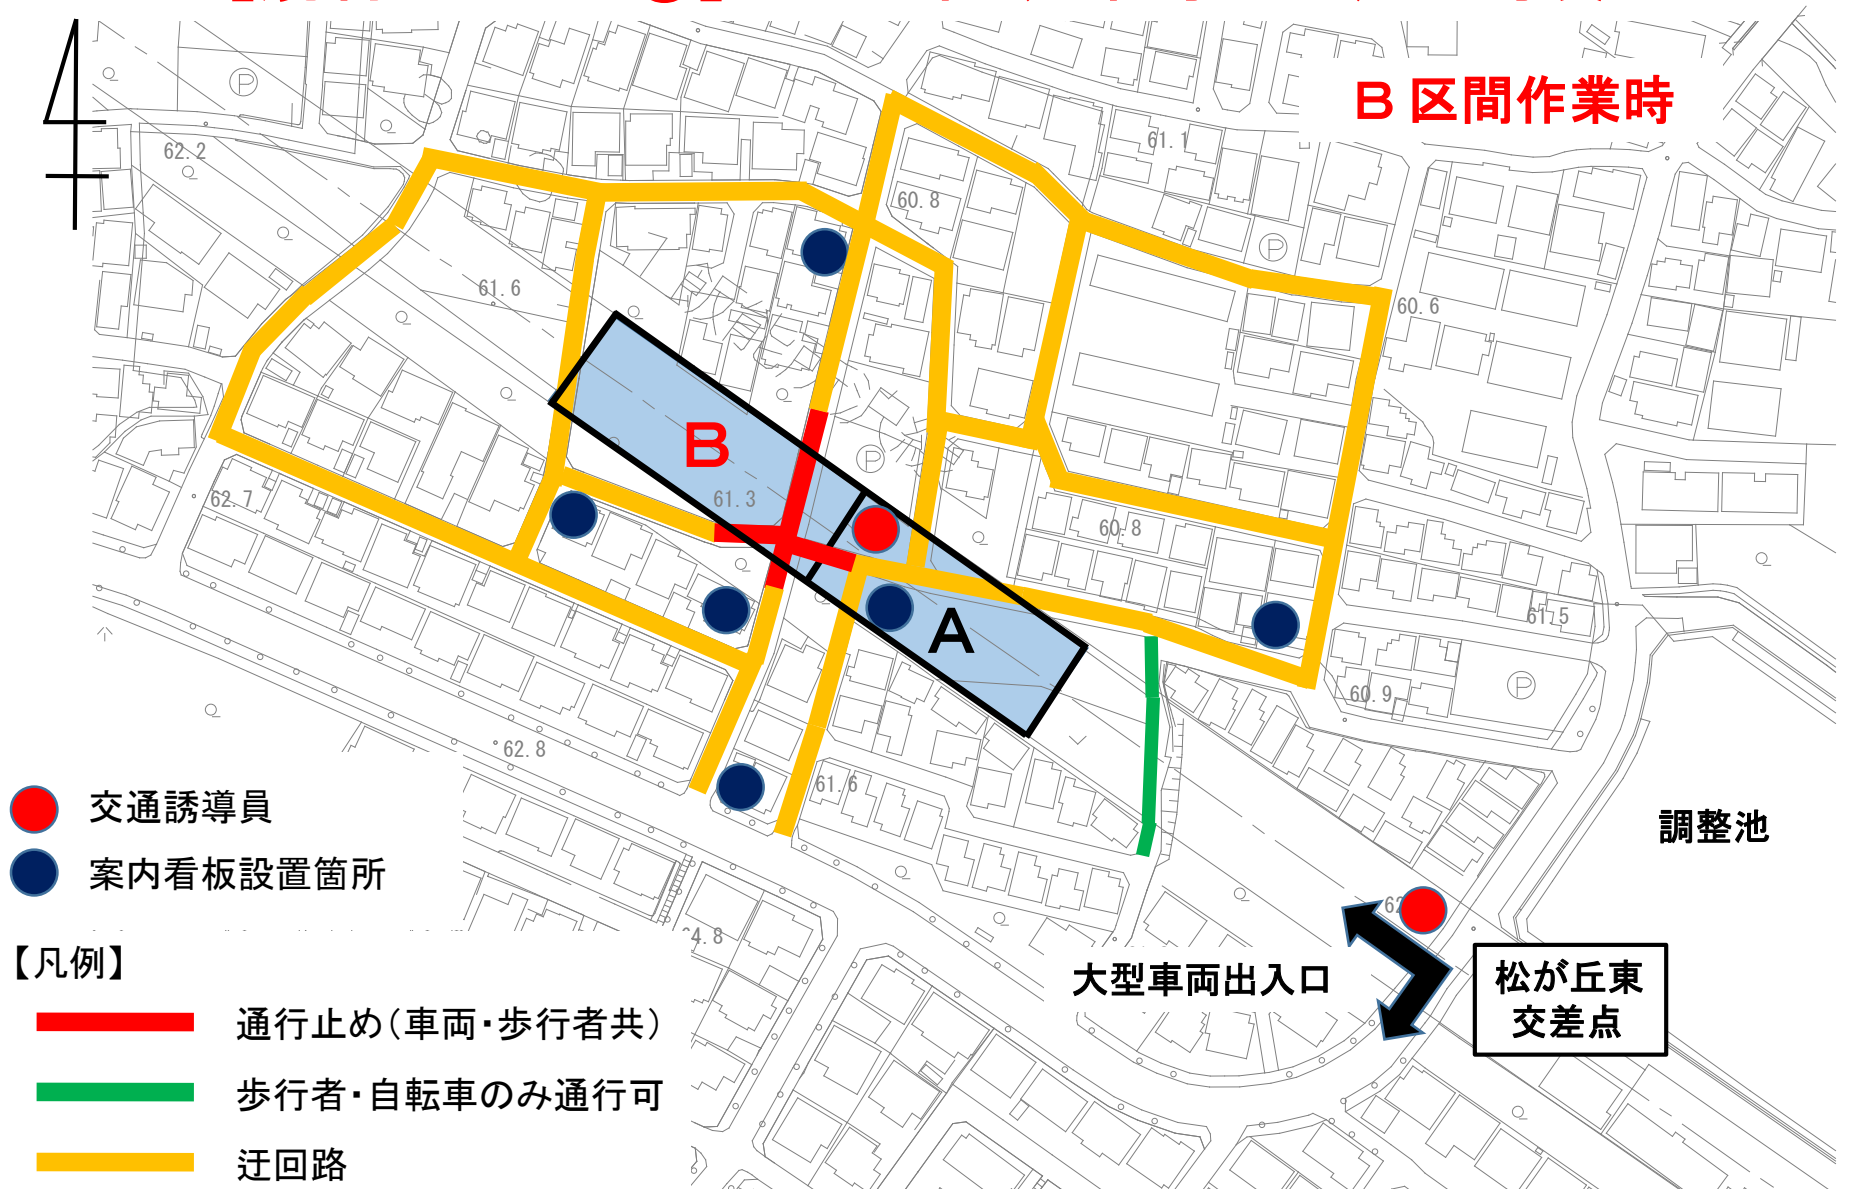 B 区間作業時
62.2
61.1
60.8
61.6
60.6
B
61.3
62.7
60.8
61.5
A
60.9
62.8
61.6
交通誘導員
案内看板設置箇所
調整池
4.8
【凡例】
大型車両出入口
松が丘東
交差点
通行止め(車両・歩行者共)
歩行者・自転車のみ通行可
迂回路
P
P
P
P